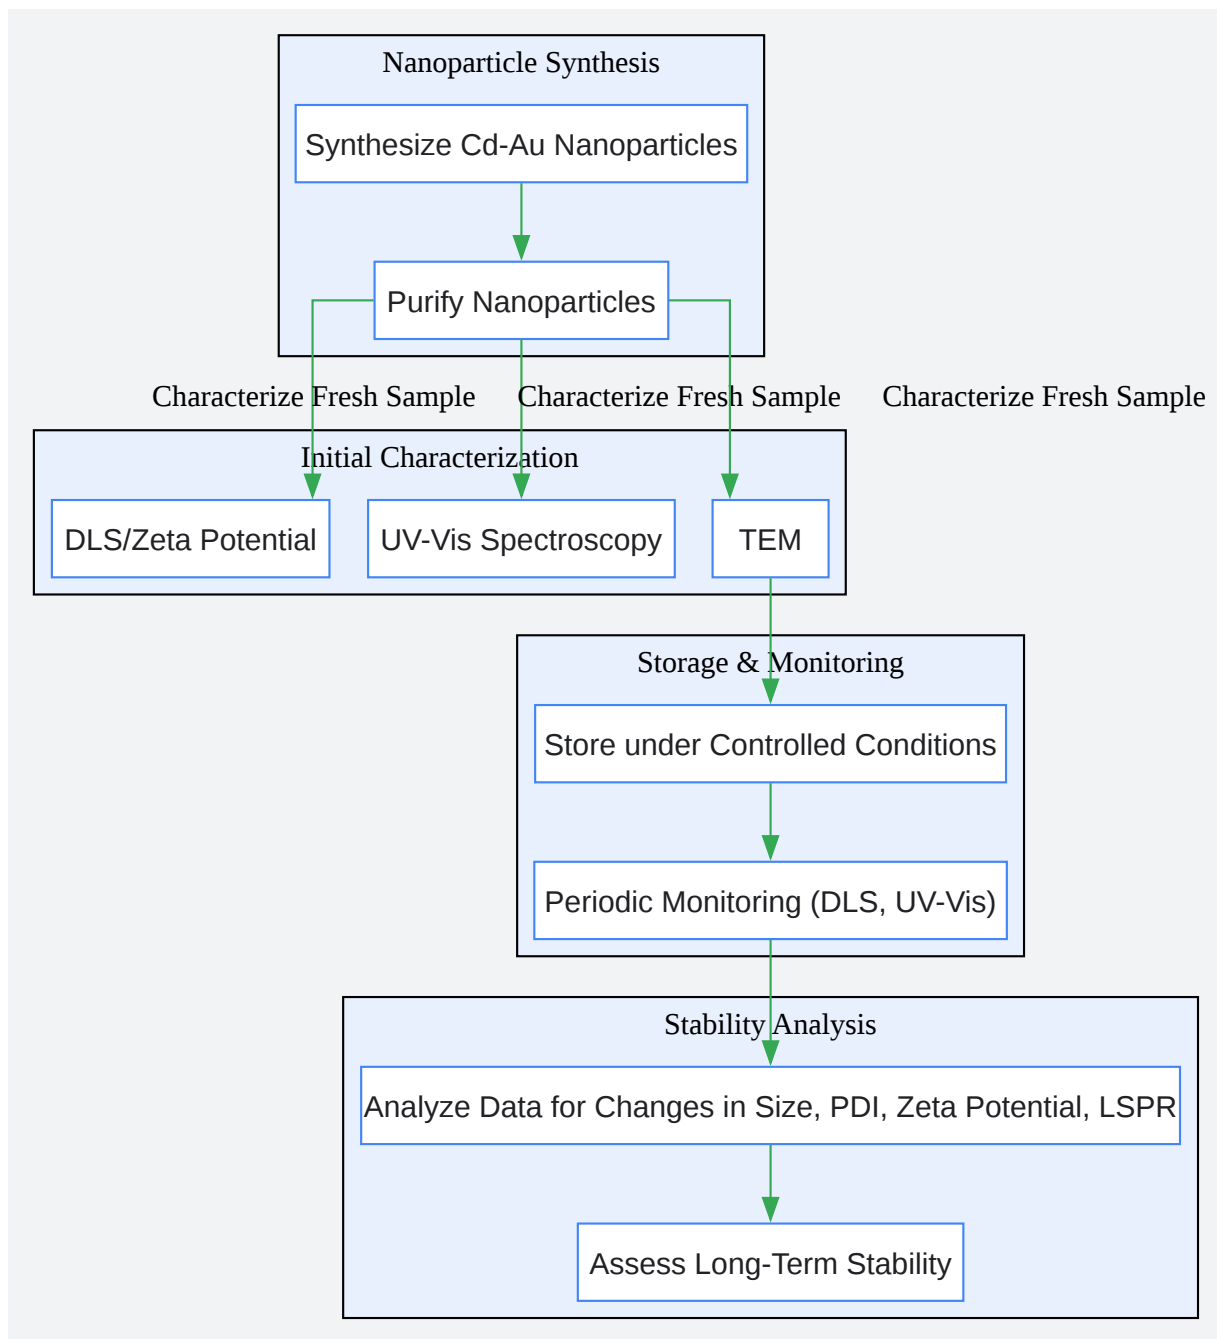 Nanoparticle Synthesis
Synthesize Cd-Au Nanoparticles
Purify Nanoparticles
Characterize Fresh Sample
Characterize Fresh Sample
Characterize Fresh Sample
Initial Characterization
DLS/Zeta Potential
UV-Vis Spectroscopy
TEM
Storage & Monitoring
Store under Controlled Conditions
Periodic Monitoring (DLS, UV-Vis)
Stability Analysis
Analyze Data for Changes in Size, PDI, Zeta Potential, LSPR
Assess Long-Term Stability